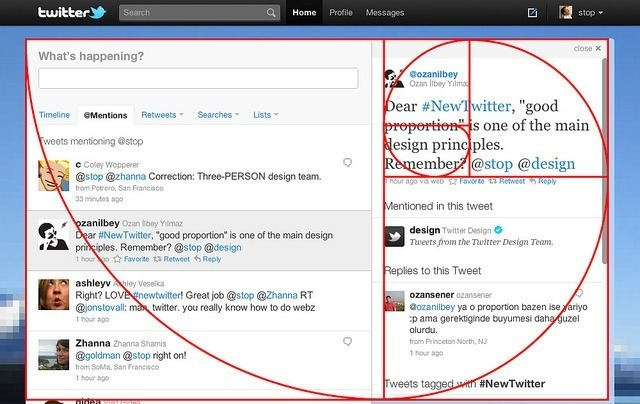 twitter
Search
Home Profile Messages
stop
What's happening?
Timeline @Mentions Retweets Searches Lists
Tweets mentioning @stop
c Coley Wopperer
@stop @zhanna Correction: Three-PERSON design team.
from Potrero, San Francisco
33 minutes ago
ozanilbey Ozan İlbey Yılmaz
Dear #NewTwitter, "good proportion" is one of the main design
principles. Remember? @stop @design
1 hour ago Favorite Retweet Reply
ashleyv Ashley Veselka
Right? LOVE #newtwitter! Great job @stop @Zhanna RT
@jonstovall: man_twitter. you really know how to do webz
1 hour ago
Zhanna Zhanna Shamis
@goldman @stop right on!
from SoMa, San Francisco
1 hour ago
gidea
close ×
@ozanilbey
Ozan İlbey Yılmaz
Dear #NewTwitter, "good
proportion" is one of the main
design principles.
Remember? @stop @design
1 hour ago via web Favorite Retweet Reply
Mentioned in this tweet
design Twitter Design
Tweets from the Twitter Design Team.
Replies to this Tweet
ozansener ozansener
@ozanilbey ya o proportion bazen ise yariyo
:p ama gerektiginde buyumesi daha guzel
olurdu.
from Princeton North, NJ
1 hour ago
Tweets tagged with #NewTwitter